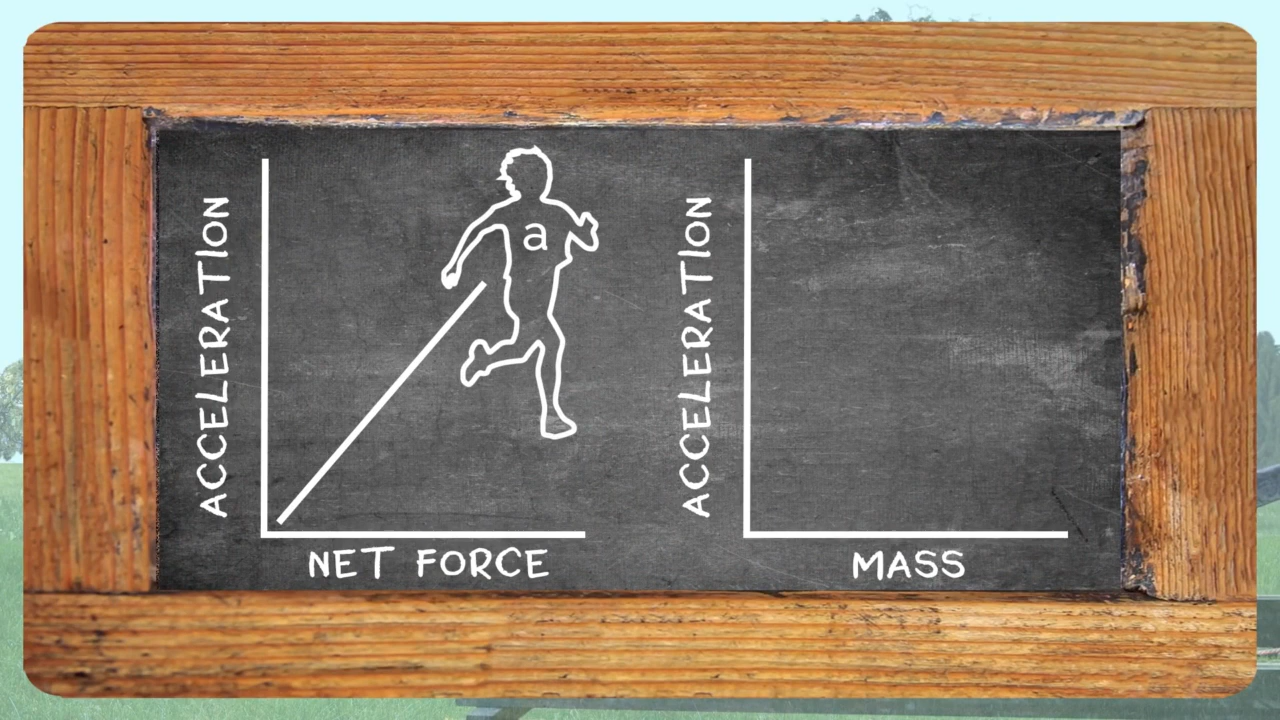 ACCELERATION
a
NET FORCE
ACCELERATION
MASS